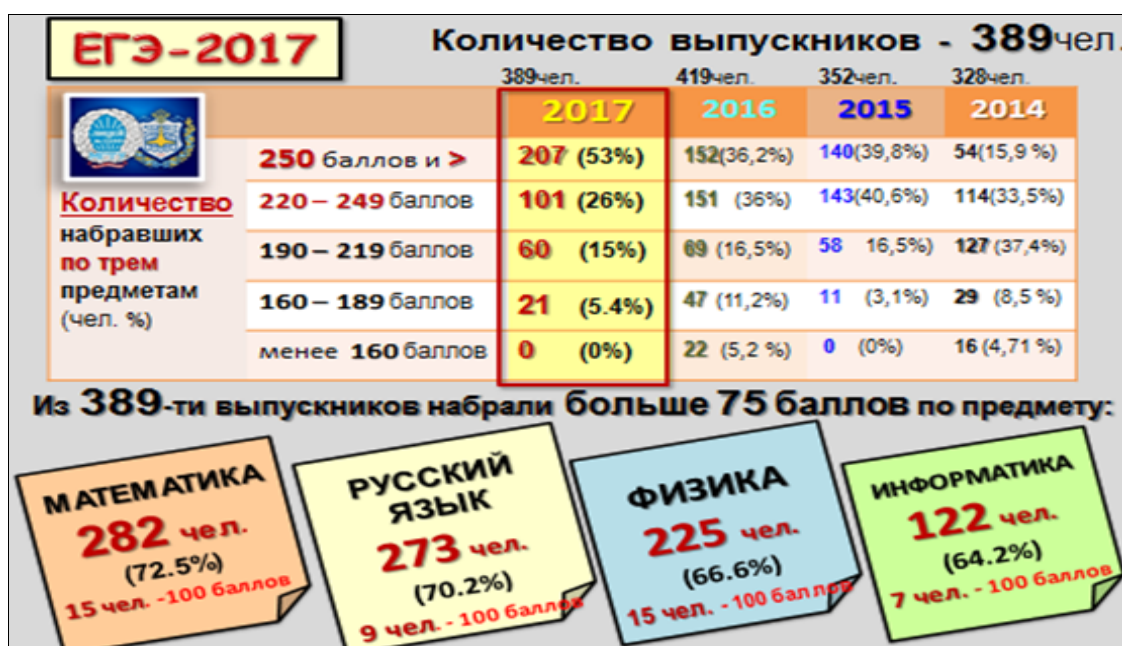 ЕГЭ-2017
Количество выпускников - 389чел.
389чел. 419чел. 352чел. 328чел.
2017 2016 2015 2014
250 баллов и > 207 (53%) 152(36,2%) 140(39,8%) 54(15,9 %)
Количество 220 – 249 баллов 101 (26%) 151 (36%) 143(40,6%) 114(33,5%)
набравших
по трем 190 – 219 баллов 60 (15%) 69 (16,5%) 58 16,5%) 127 (37,4%)
предметам 160 – 189 баллов 21 (5.4%) 47 (11,2%) 11 (3,1%) 29 (8,5 %)
(чел. %)
менее 160 баллов 0 (0%) 22 (5,2 %) 0 (0%) 16 (4,71 %)
Из 389-ти выпускников набрали больше 75 баллов по предмету:
МАТЕМАТИКА
282 чел.
(72.5%)
15 чел. -100 баллов
РУССКИЙ
ЯЗЫК
273 чел.
(70.2%)
9 чел. - 100 баллов
ФИЗИКА
225 чел.
(66.6%)
15 чел. - 100 баллов
ИНФОРМАТИКА
122 чел.
(64.2%)
7 чел. - 100 баллов